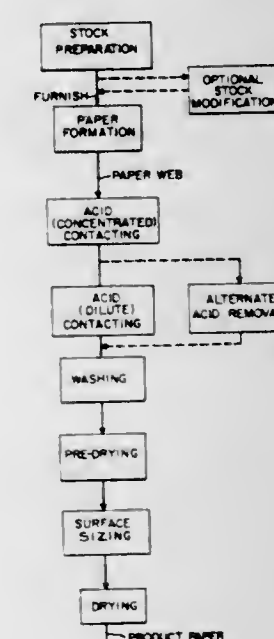 STOCK
PREPARATION
OPTIONAL
STOCK
MODIFICATION
FURNISH
PAPER
FORMATION
PAPER WEB
ACID
(CONCENTRATED)
CONTACTING
ACID
(DILUTE)
CONTACTING
ALTERNATE
ACID REMOVA
WASHING
PRE-DRYING
SURFACE
SIZING
DRYING
PRODUCT PAPER